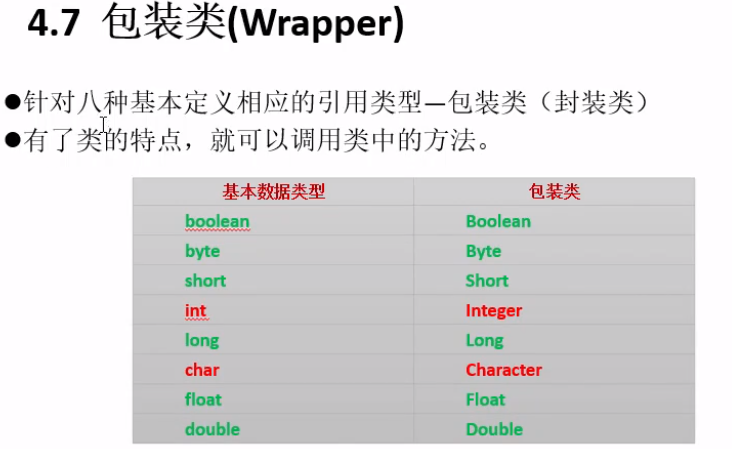 4.7 包装类(Wrapper)
●针对八种基本定义相应的引用类型—包装类（封装类）
●有了类的特点，就可以调用类中的方法。
基本数据类型 包装类
boolean Boolean
byte Byte
short Short
int Integer
long Long
char Character
float Float
double Double